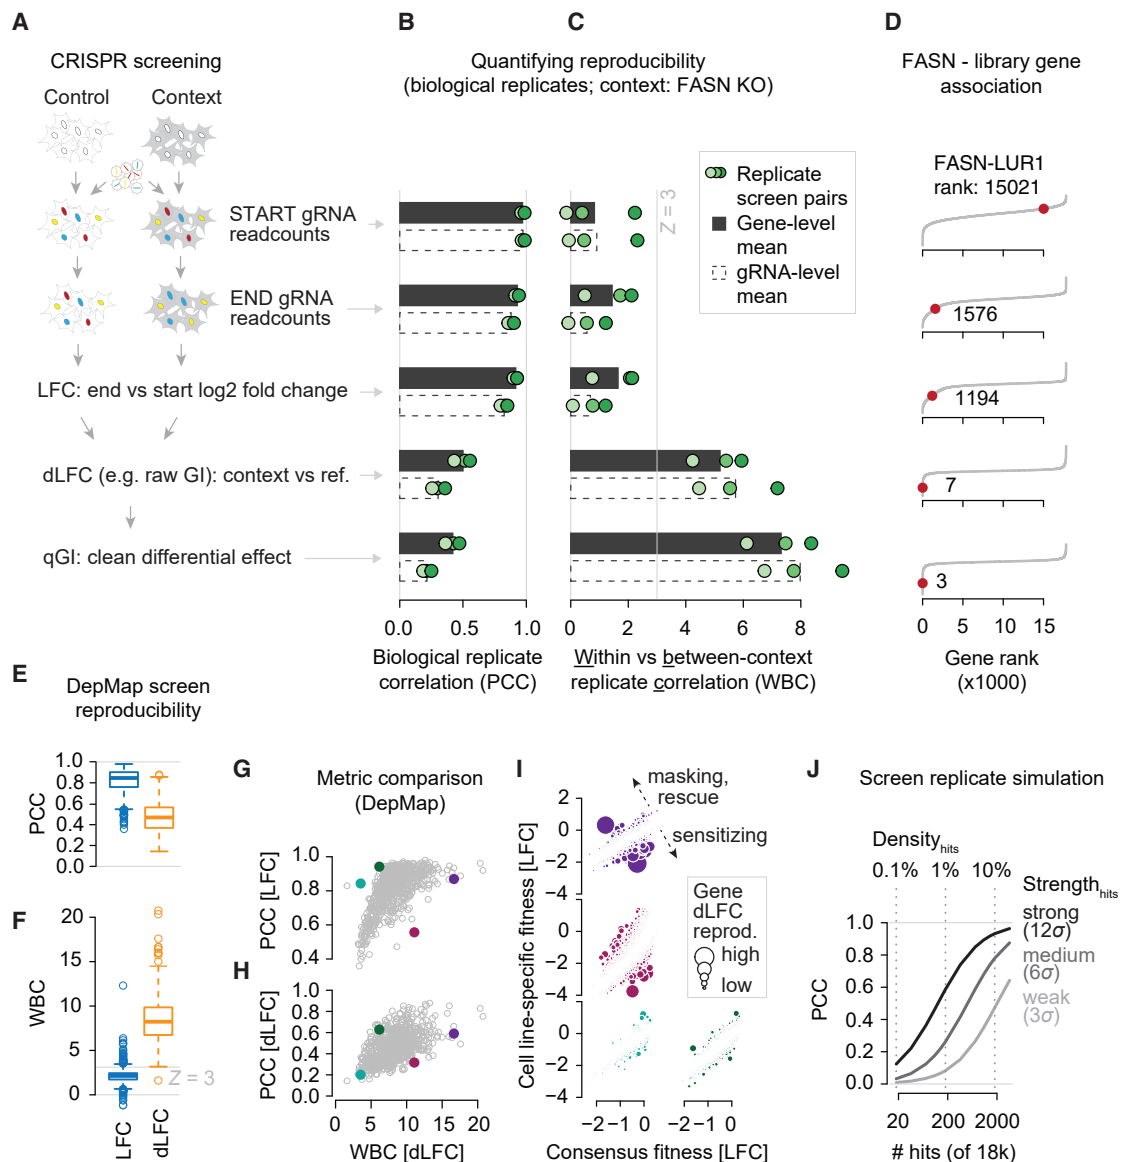 A
CRISPR screening
Control
Context
START gRNA
readcounts
END gRNA
readcounts
LFC: end vs start log2 fold change
dLFC (e.g. raw GI): context vs ref.
qGI: clean differential effect
B
C
Quantifying reproducibility
(biological replicates; context: FASN KO)
Replicate
screen pairs
Gene-level
mean
gRNA-level
mean
Z = 3
0.0
0.5
1.0
Biological replicate
correlation (PCC)
0
2
4
6
8
Within vs between-context
replicate correlation (WBC)
D
FASN - library gene
association
FASN-LUR1
rank: 15021
1576
1194
7
3
0
5
10
15
Gene rank
(x1000)
E
DepMap screen
reproducibility
PCC
1.0
0.8
0.6
0.4
0.2
0.0
F
WBC
20
15
10
5
0
Z = 3
LFC
dLFC
G
Metric comparison
(DepMap)
PCC [LFC]
1.0
0.8
0.6
0.4
H
PCC [dLFC]
1.0
0.8
0.6
0.4
0.2
0.0
0
5
10
15
20
WBC [dLFC]
I
masking,
rescue
sensitizing
Cell line-specific fitness [LFC]
2
0
−2
−4
0
−2
−4
0
−2
−4
Gene
dLFC
reprod.
high
low
−2
−1
0
−2
−1
0
Consensus fitness [LFC]
J
Screen replicate simulation
Density hits
0.1%
1%
10%
Strength hits
strong
(12σ)
medium
(6σ)
weak
(3σ)
PCC
1.0
0.8
0.6
0.4
0.2
0.0
20
200
2000
# hits (of 18k)